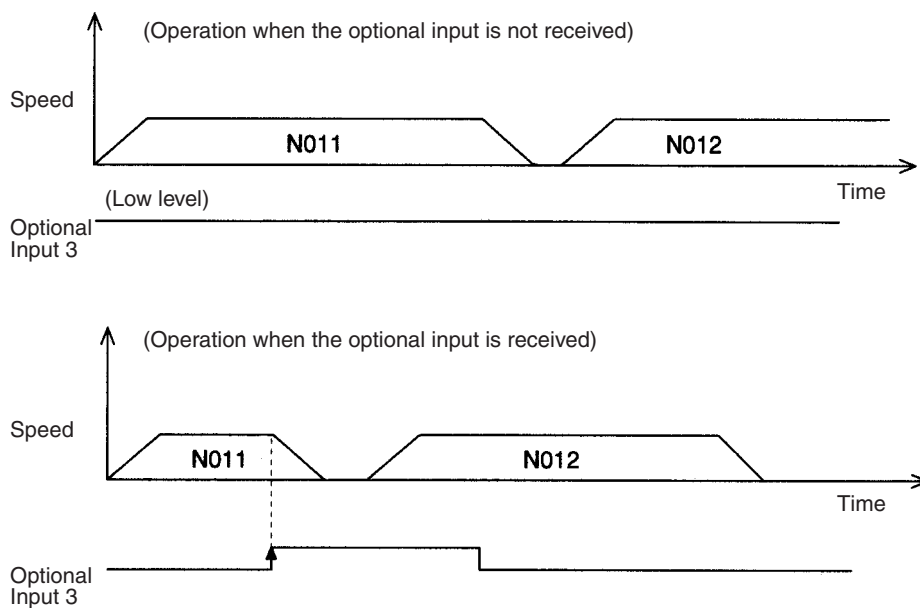 (Operation when the optional input is not received)
Speed
N011
N012
Time
(Low level)
Optional
Input 3
(Operation when the optional input is received)
Speed
N011
N012
Time
Optional
Input 3